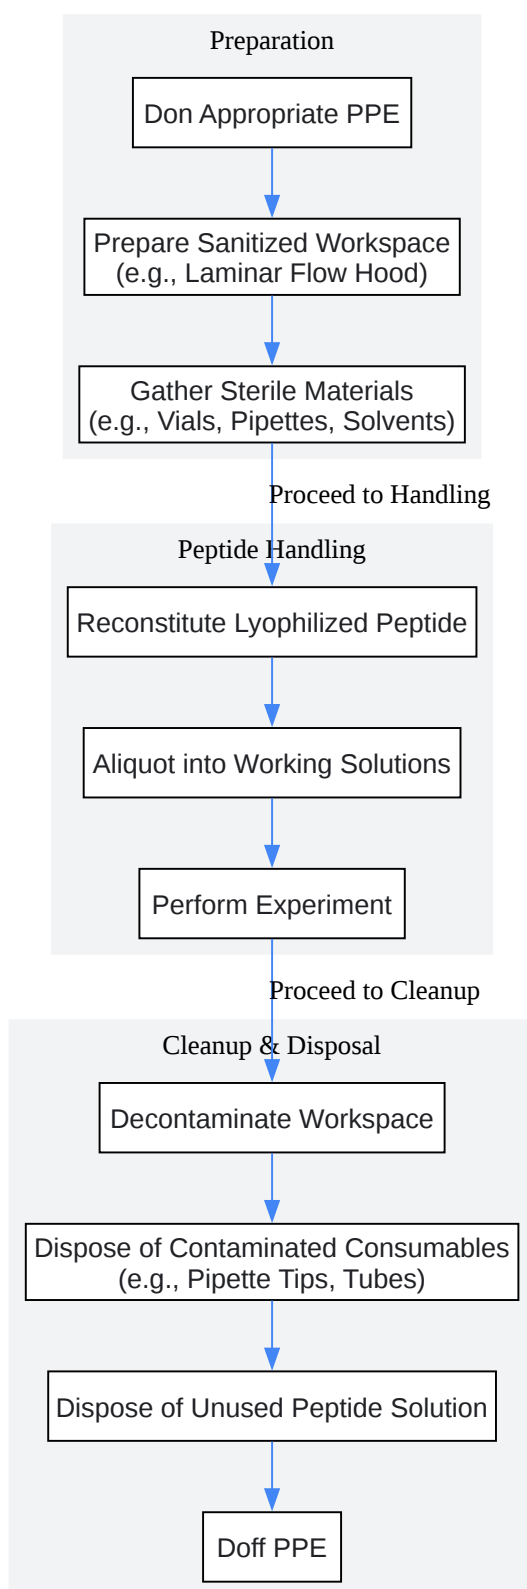 Preparation
Don Appropriate PPE
Prepare Sanitized Workspace
(e.g., Laminar Flow Hood)
Gather Sterile Materials
(e.g., Vials, Pipettes, Solvents)
Proceed to Handling
Peptide Handling
Reconstitute Lyophilized Peptide
Aliquot into Working Solutions
Perform Experiment
Proceed to Cleanup
Cleanup & Disposal
Decontaminate Workspace
Dispose of Contaminated Consumables
(e.g., Pipette Tips, Tubes)
Dispose of Unused Peptide Solution
Doff PPE